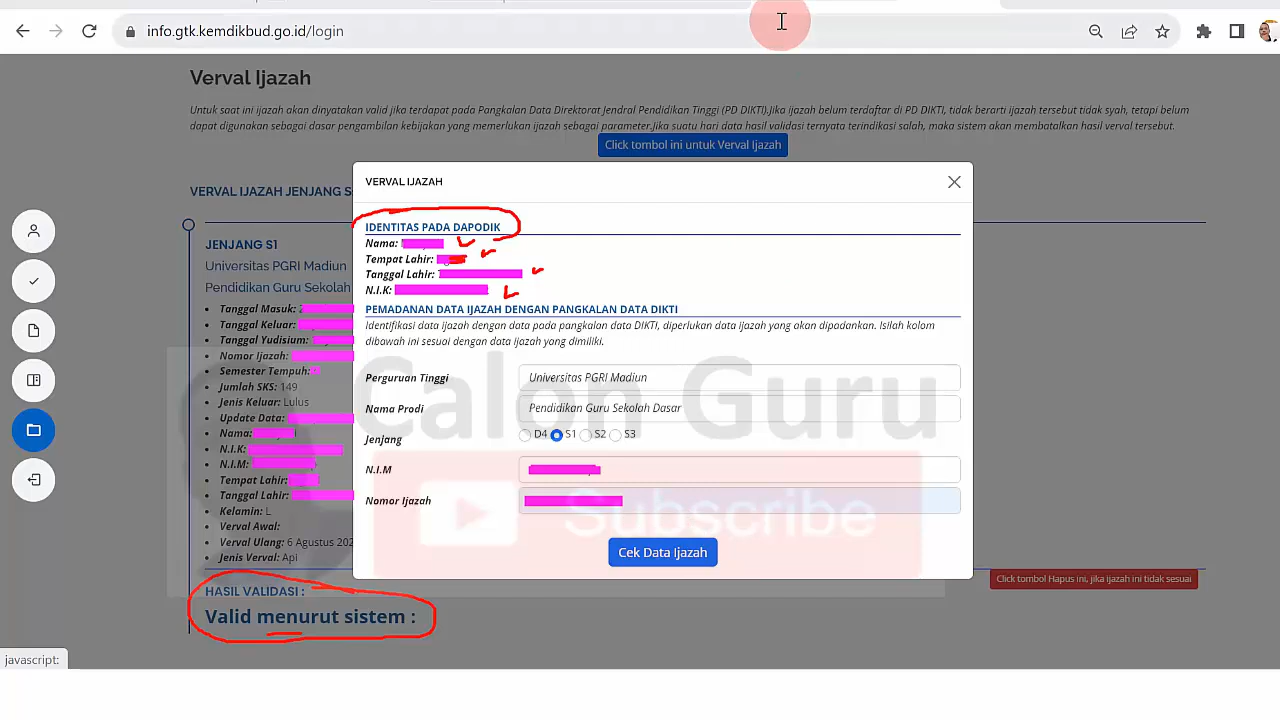 info.gtk.kemdikbud.go.id/login
Verval Ijazah
Untuk saat ini ijazah akan dinyatakan valid jika terdapat pada Pangkalan Data Direktorat Jendral Pendidikan Tinggi (PD DIKTI).Jika ijazah belum terdaftar di PD DIKTI, tidak berarti ijazah tersebut tidak syah, tetapi belum
dapat digunakan sebagai dasar pengambilan kebijakan yang memerlukan ijazah sebagai parameter.Jika suatu hari data hasil validasi ternyata terindikasi salah, maka sistem akan membatalkan hasil verval tersebut.
Click tombol ini untuk Verval Ijazah
VERVAL IJAZAH JENJANG S
JENJANG S1
Universitas PGRI Madiun
Pendidikan Guru Sekolah
Tanggal Masuk:
Tanggal Keluar:
Tanggal Yudisium:
Nomor Ijazah:
Semester Tempuh:
Jumlah SKS: 149
Jenis Keluar: Lulus
Update Data:
Nama:
N.I.K:
N.I.M:
Tempat Lahir:
Tanggal Lahir:
Kelamin: L
Verval Awal:
Verval Ulang: 6 Agustus 202
Jenis Verval: Api
HASIL VALIDASI :
Valid menurut sistem :
VERVAL IJAZAH
IDENTITAS PADA DAPODIK
Nama:
Tempat Lahir:
Tanggal Lahir:
N.I.K:
PEMADANAN DATA IJAZAH DENGAN PANGKALAN DATA DIKTI
Identifikasi data ijazah dengan data pada pangkalan data DIKTI, diperlukan data ijazah yang akan dipadankan. Isilah kolom
dibawah ini sesuai dengan data ijazah yang dimiliki.
Perguruan Tinggi Universitas PGRI Madiun
Nama Prodi Pendidikan Guru Sekolah Dasar
Jenjang D4 S1 S2 S3
N.I.M
Nomor Ijazah
Cek Data Ijazah
Calon Guru
Subscribe
Click tombol Hapus ini, jika ijazah ini tidak sesuai
javascript: